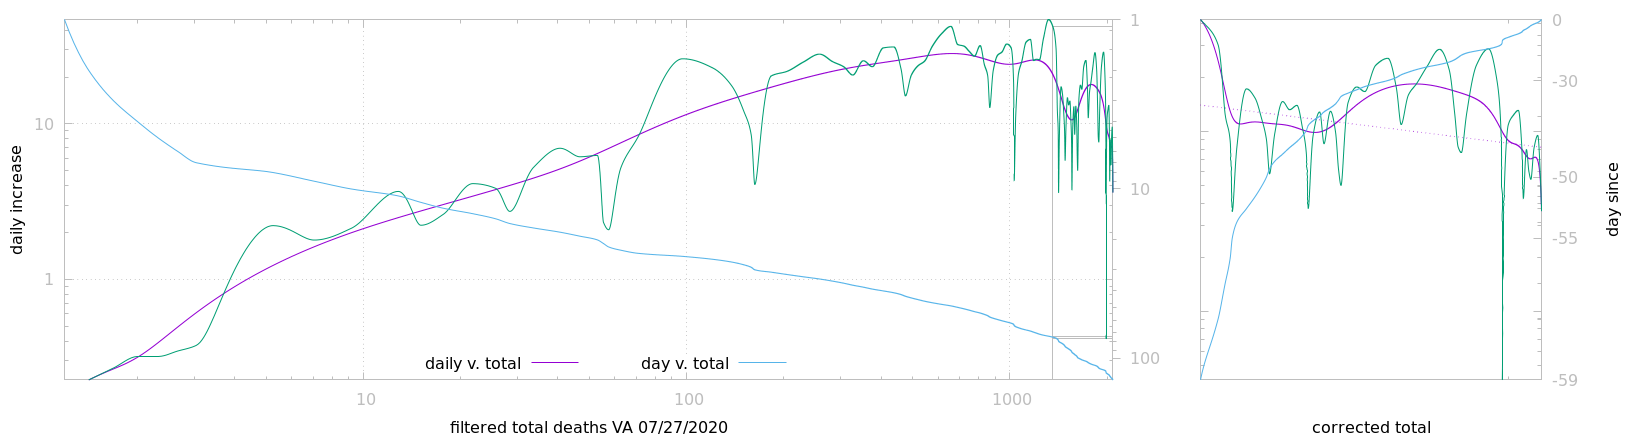 1
0
-30
10
daily increase
day since
-50
10
-55
1
daily v. total
day v. total
100
-59
10
100
1000
filtered total deaths VA 07/27/2020
corrected total